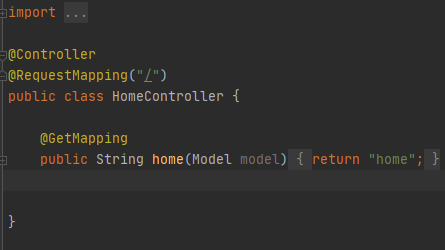 import ...
@Controller
@RequestMapping("/")
public class HomeController {
@GetMapping
public String home(Model model) { return "home"; }
}